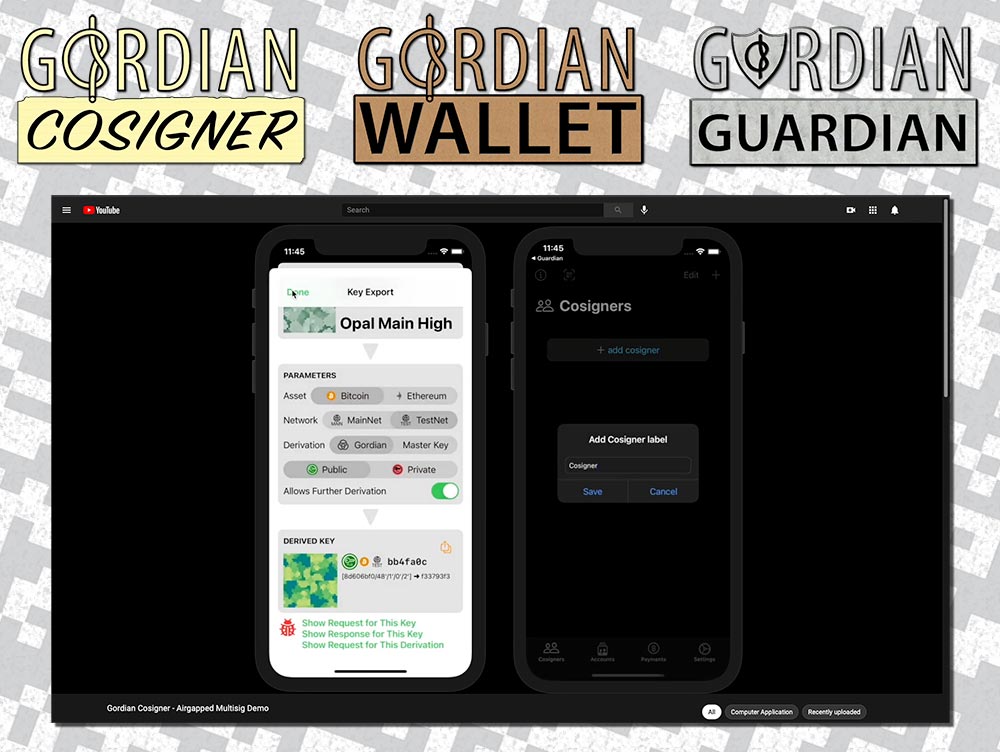 GORDIAN
COSIGNER
GORDIAN
WALLET
GORDIAN
GUARDIAN
YouTube
Search
11:45
Done
Key Export
Opal Main High
PARAMETERS
Asset Bitcoin Ethereum
Network MAIN MainNet TEST TestNet
Derivation Gordian Master Key
Public Private
Allows Further Derivation
DERIVED KEY
TEST bb4fa0c
[8d606bf0/48'/1'/0'/2'] ➜ f33793f3
Show Request for This Key
Show Response for This Key
Show Request for This Derivation
11:45
◀ Guardian
Edit +
Cosigners
+ add cosigner
Add Cosigner label
Cosigner
Save Cancel
Cosigners Accounts Payments Settings
Gordian Cosigner - Airgapped Multisig Demo
All Computer Application Recently uploaded